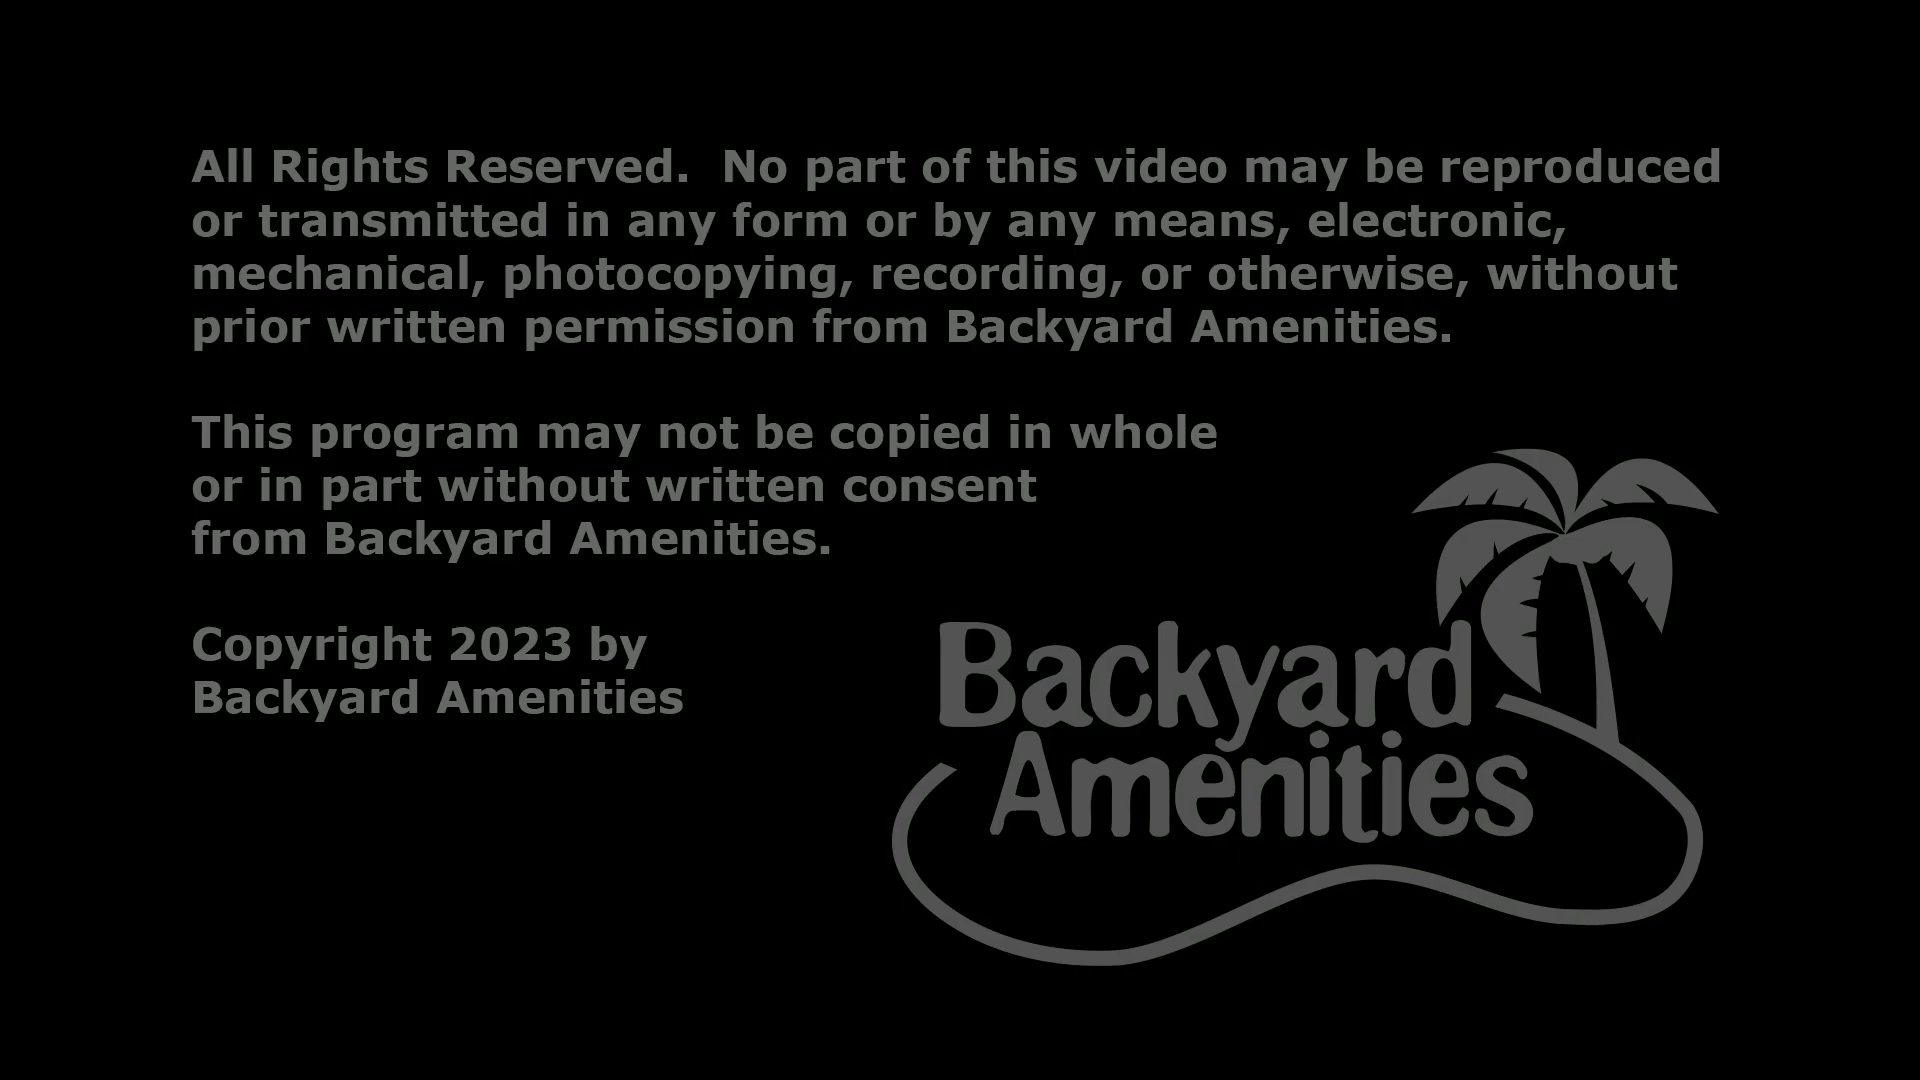 All Rights Reserved.  No part of this video may be reproduced
or transmitted in any form or by any means, electronic,
mechanical, photocopying, recording, or otherwise, without
prior written permission from Backyard Amenities.
This program may not be copied in whole
or in part without written consent
from Backyard Amenities.
Copyright 2023 by
Backyard Amenities
Backyard
Amenities